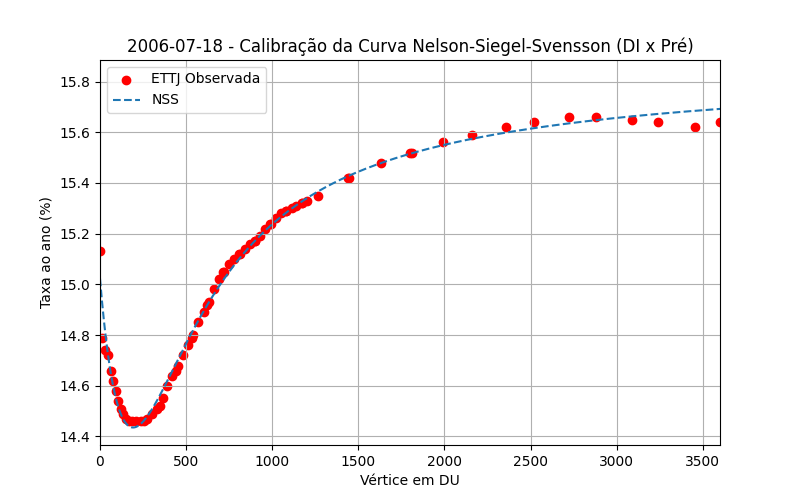 2006-07-18 - Calibração da Curva Nelson-Siegel-Svensson (DI x Pré)
ETTJ Observada
NSS
Taxa ao ano (%)
15.8
15.6
15.4
15.2
15.0
14.8
14.6
14.4
0 500 1000 1500 2000 2500 3000 3500
Vértice em DU